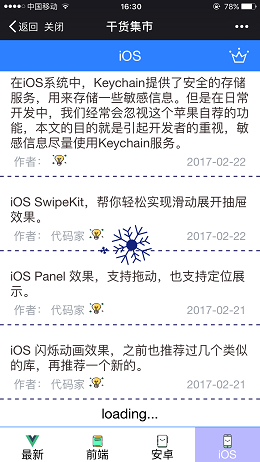 中国移动 16:30 78%
返回 关闭 干货集市
iOS
在iOS系统中，Keychain提供了安全的存储
服务，用来存储一些敏感信息。但是在日常
开发中，我们经常会忽视这个苹果自荐的功
能，本文的目的就是引起开发者的重视，敏
感信息尽量使用Keychain服务。
作者： 2017-02-22
iOS SwipeKit，帮你轻松实现滑动展开抽屉
效果。
作者： 代码家 2017-02-22
iOS Panel 效果，支持拖动，也支持定位展
示。
作者： 代码家 2017-02-21
iOS 闪烁动画效果，之前也推荐过几个类似
的库，再推荐一个新的。
作者： 代码家 2017-02-21
loading...
最新 前端 安卓 iOS